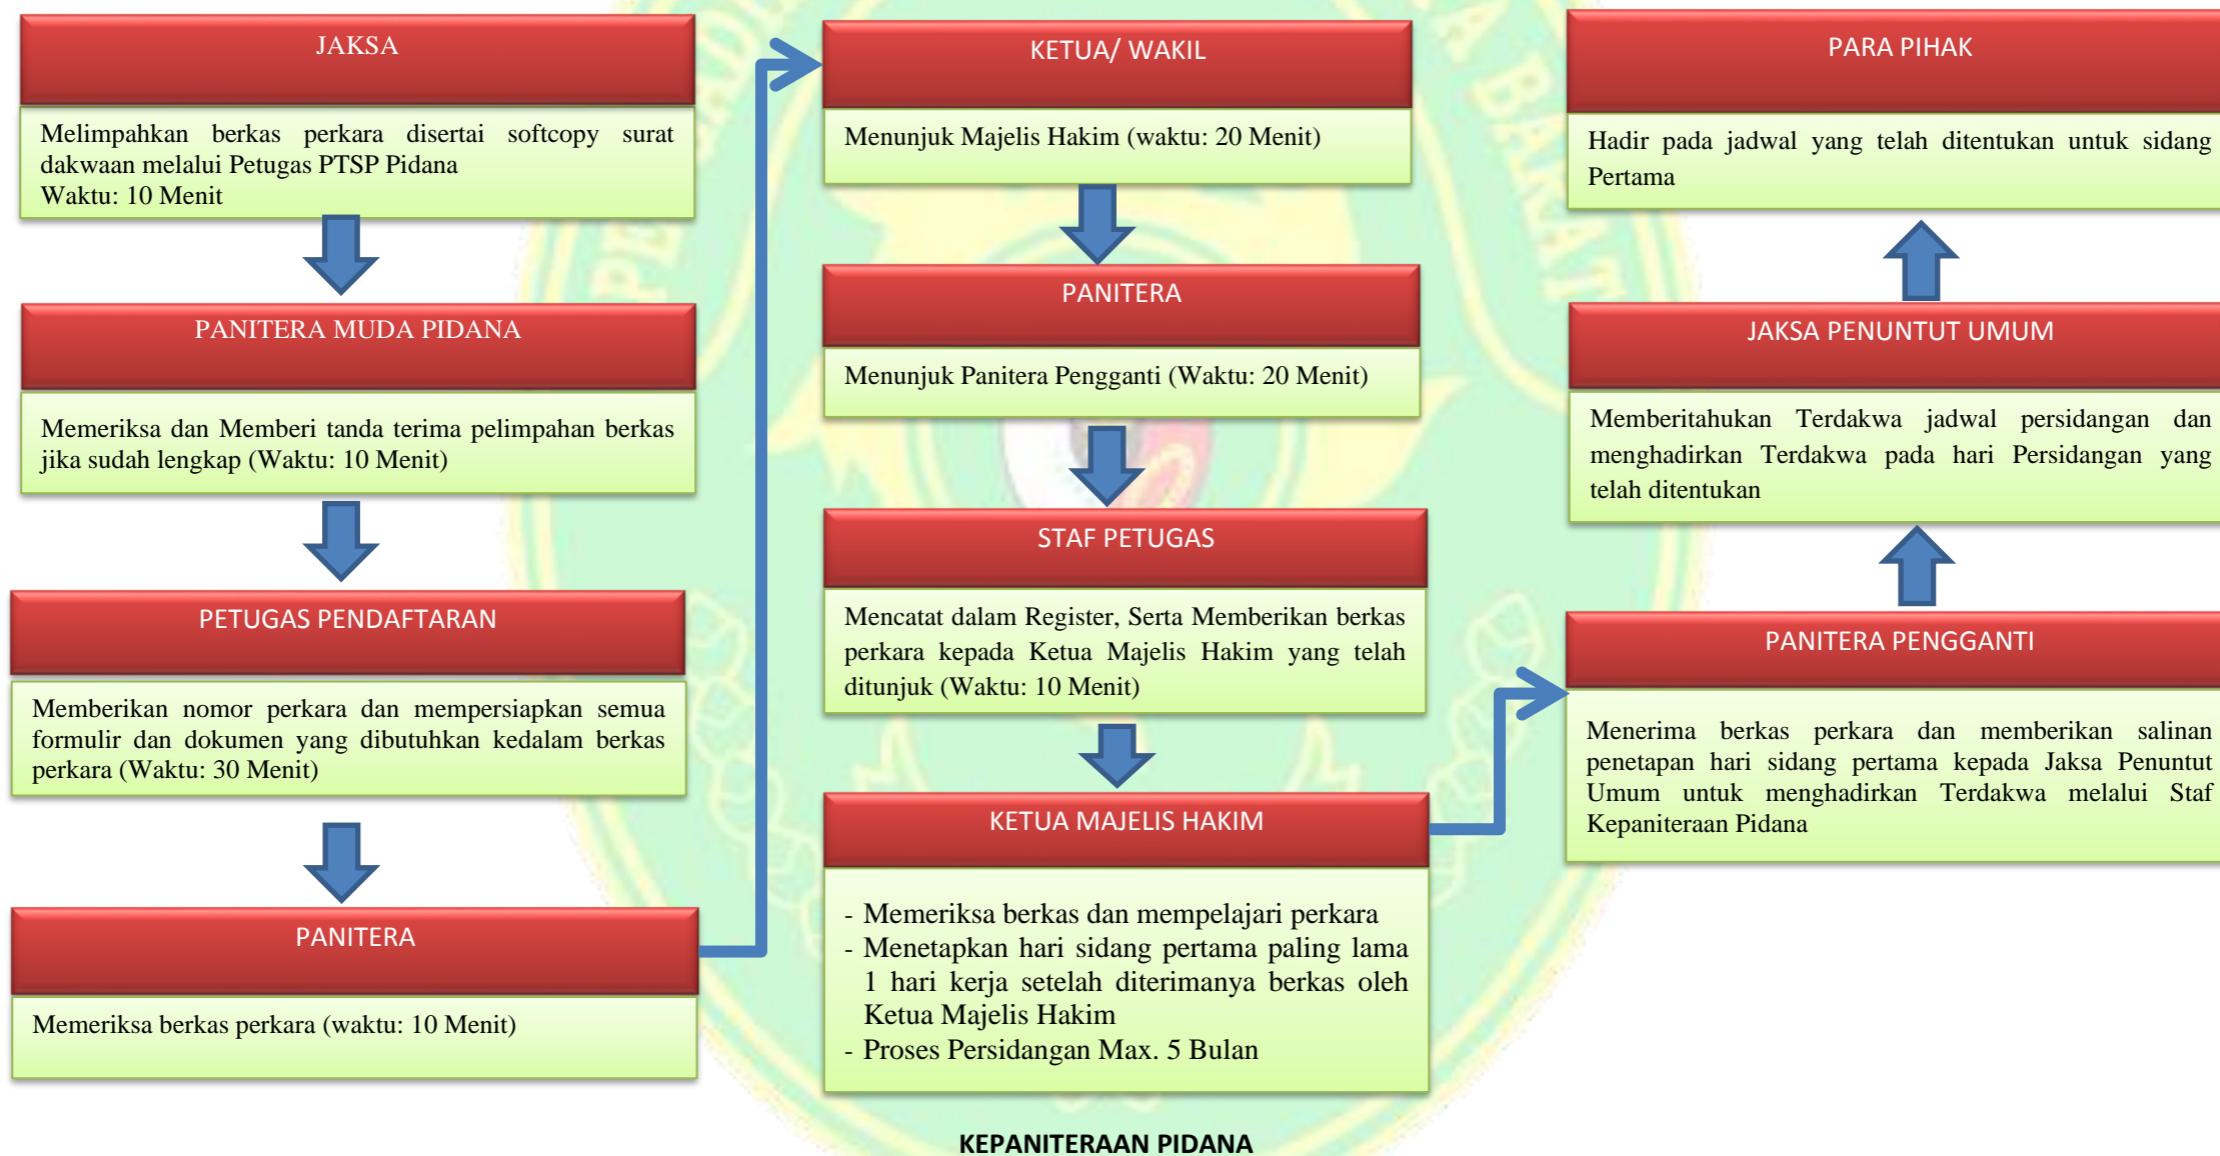 JAKSA
Melimpahkan berkas perkara disertai softcopy surat
dakwaan melalui Petugas PTSP Pidana
Waktu: 10 Menit
PANITERA MUDA PIDANA
Memeriksa dan Memberi tanda terima pelimpahan berkas
jika sudah lengkap (Waktu: 10 Menit)
PETUGAS PENDAFTARAN
Memberikan nomor perkara dan mempersiapkan semua
formulir dan dokumen yang dibutuhkan kedalam berkas
perkara (Waktu: 30 Menit)
PANITERA
Memeriksa berkas perkara (waktu: 10 Menit)
KETUA/ WAKIL
Menunjuk Majelis Hakim (waktu: 20 Menit)
PANITERA
Menunjuk Panitera Pengganti (Waktu: 20 Menit)
STAF PETUGAS
Mencatat dalam Register, Serta Memberikan berkas
perkara kepada Ketua Majelis Hakim yang telah
ditunjuk (Waktu: 10 Menit)
KETUA MAJELIS HAKIM
- Memeriksa berkas dan mempelajari perkara
- Menetapkan hari sidang pertama paling lama
1 hari kerja setelah diterimanya berkas oleh
Ketua Majelis Hakim
- Proses Persidangan Max. 5 Bulan
PANITERA PENGGANTI
Menerima berkas perkara dan memberikan salinan
penetapan hari sidang pertama kepada Jaksa Penuntut
Umum untuk menghadirkan Terdakwa melalui Staf
Kepaniteraan Pidana
JAKSA PENUNTUT UMUM
Memberitahukan Terdakwa jadwal persidangan dan
menghadirkan Terdakwa pada hari Persidangan yang
telah ditentukan
PARA PIHAK
Hadir pada jadwal yang telah ditentukan untuk sidang
Pertama
KEPANITERAAN PIDANA